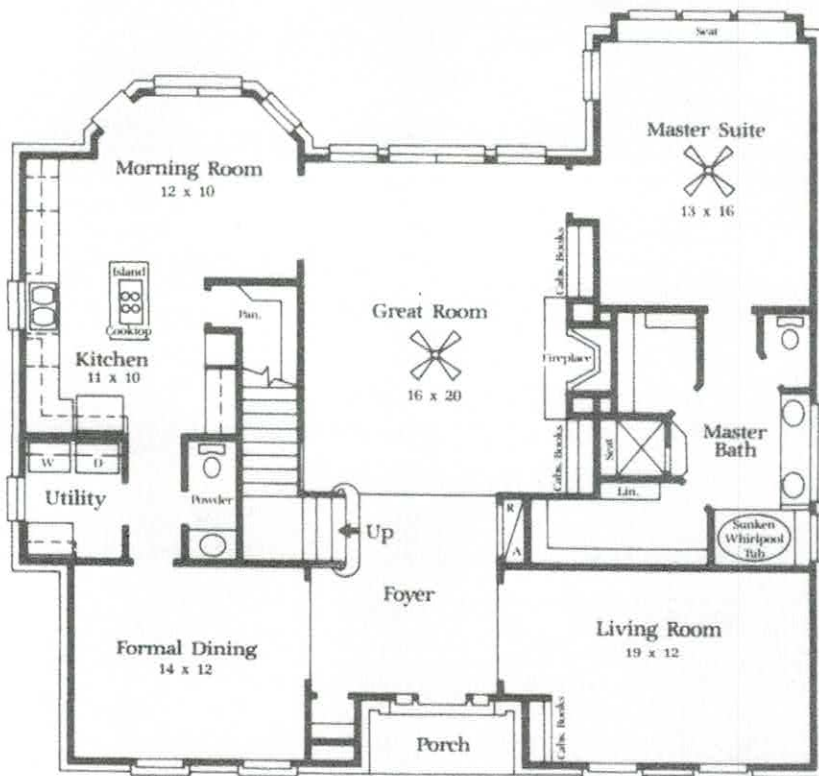 Seat
Master Suite
13 x 16
Morning Room
12 x 10
Cabs. Books
Island
Cooktop
Pan.
Great Room
16 x 20
Fireplace
Kitchen
11 x 10
Cabs. Books
Seat
Master
Bath
W
D
Utility
Powder
Lin.
Up
R
A
Sunken
Whirlpool
Tub
Foyer
Formal Dining
14 x 12
Living Room
19 x 12
Cabs. Books
Porch